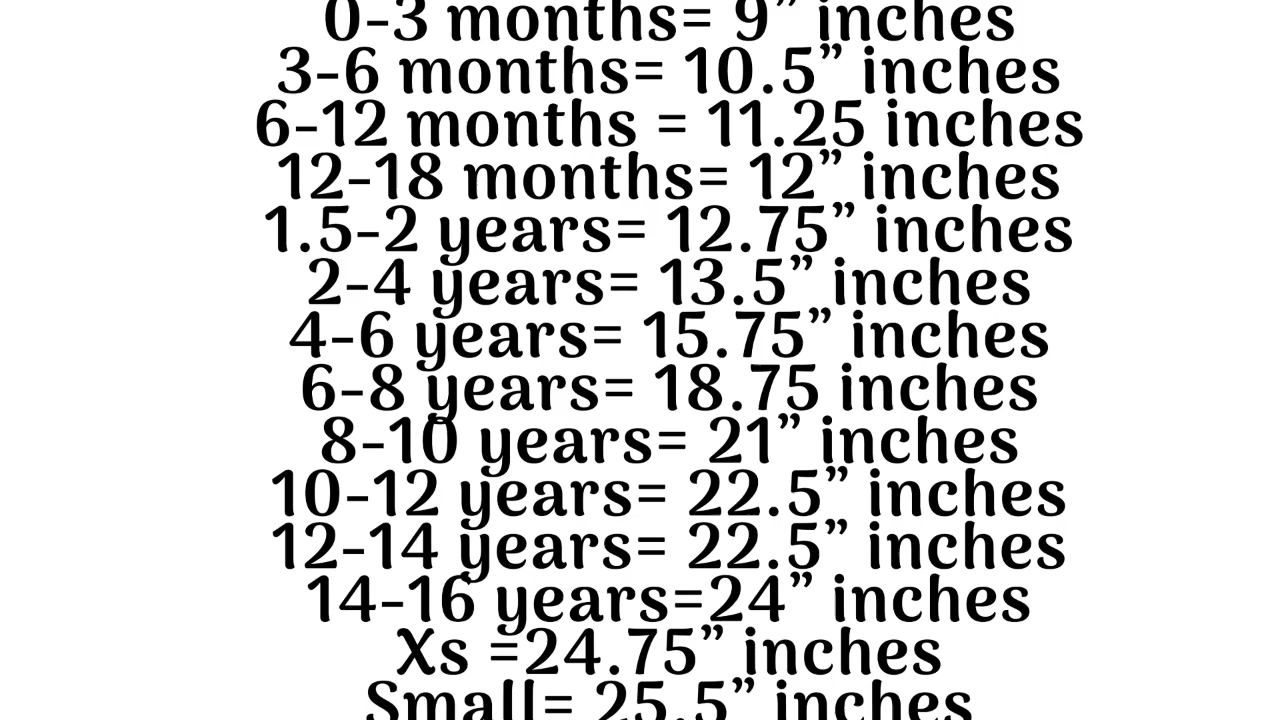 0-3 months= 9” inches
3-6 months= 10.5” inches
6-12 months = 11.25 inches
12-18 months= 12” inches
1.5-2 years= 12.75” inches
2-4 years= 13.5” inches
4-6 years= 15.75” inches
6-8 years= 18.75 inches
8-10 years= 21” inches
10-12 years= 22.5” inches
12-14 years= 22.5” inches
14-16 years=24” inches
Xs =24.75” inches
Small= 25.5” inches